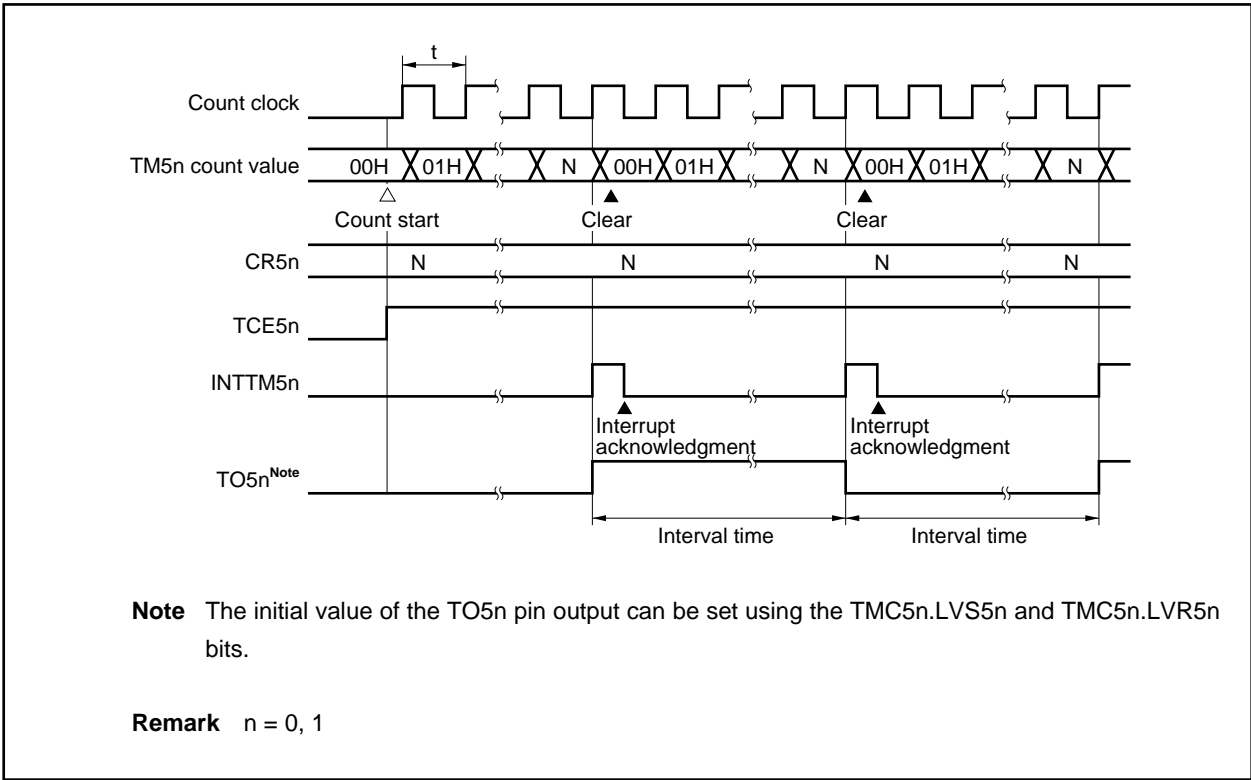 t
Count clock
TM5n count value 00H 01H N 00H 01H N 00H 01H N
Count start Clear Clear
CR5n N N N N
TCE5n
INTTM5n
Interrupt acknowledgment Interrupt acknowledgment
TO5nNote
Interval time Interval time
Note The initial value of the TO5n pin output can be set using the TMC5n.LVS5n and TMC5n.LVR5n
bits.
Remark n = 0, 1